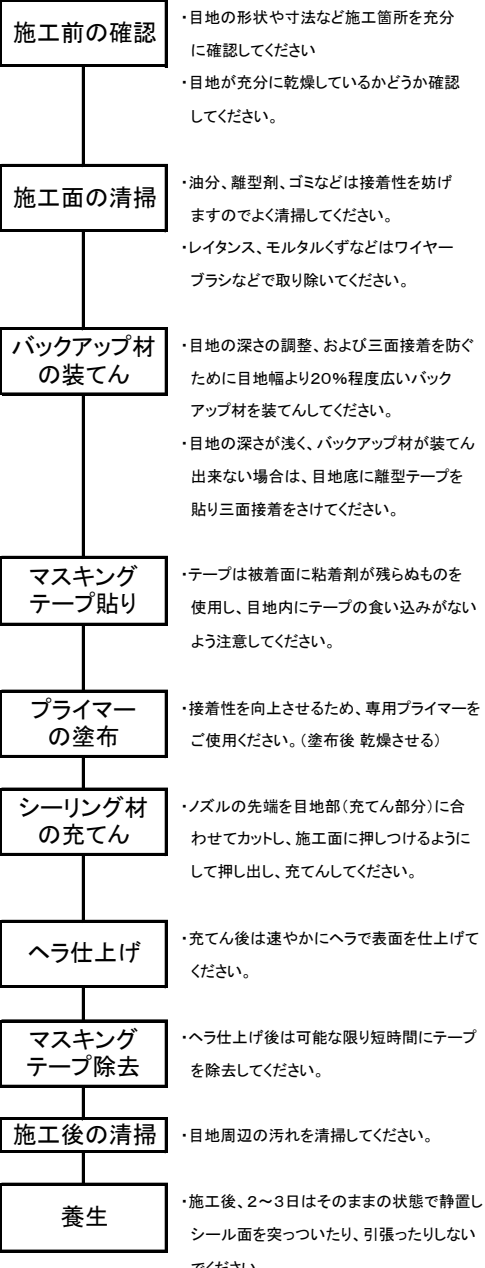 施工前の確認
・目地の形状や寸法など施工箇所を充分
に確認してください
・目地が充分に乾燥しているかどうか確認
してください。
施工面の清掃
・油分、離型剤、ゴミなどは接着性を妨げ
ますのでよく清掃してください。
・レイタンス、モルタルくずなどはワイヤー
ブラシなどで取り除いてください。
バックアップ材
の装てん
・目地の深さの調整、および三面接着を防ぐ
ために目地幅より20%程度広いバック
アップ材を装てんしてください。
・目地の深さが浅く、バックアップ材が装てん
出来ない場合は、目地底に離型テープを
貼り三面接着をさけてください。
マスキング
テープ貼り
・テープは被着面に粘着剤が残らぬものを
使用し、目地内にテープの食い込みがない
よう注意してください。
プライマー
の塗布
・接着性を向上させるため、専用プライマーを
ご使用ください。(塗布後 乾燥させる)
シーリング材
の充てん
・ノズルの先端を目地部(充てん部分)に合
わせてカットし、施工面に押しつけるように
して押し出し、充てんしてください。
ヘラ仕上げ
・充てん後は速やかにヘラで表面を仕上げて
ください。
マスキング
テープ除去
・ヘラ仕上げ後は可能な限り短時間にテープ
を除去してください。
施工後の清掃
・目地周辺の汚れを清掃してください。
養生
・施工後、2～3日はそのままの状態で静置し
シール面を突っついたり、引張ったりしない
でください